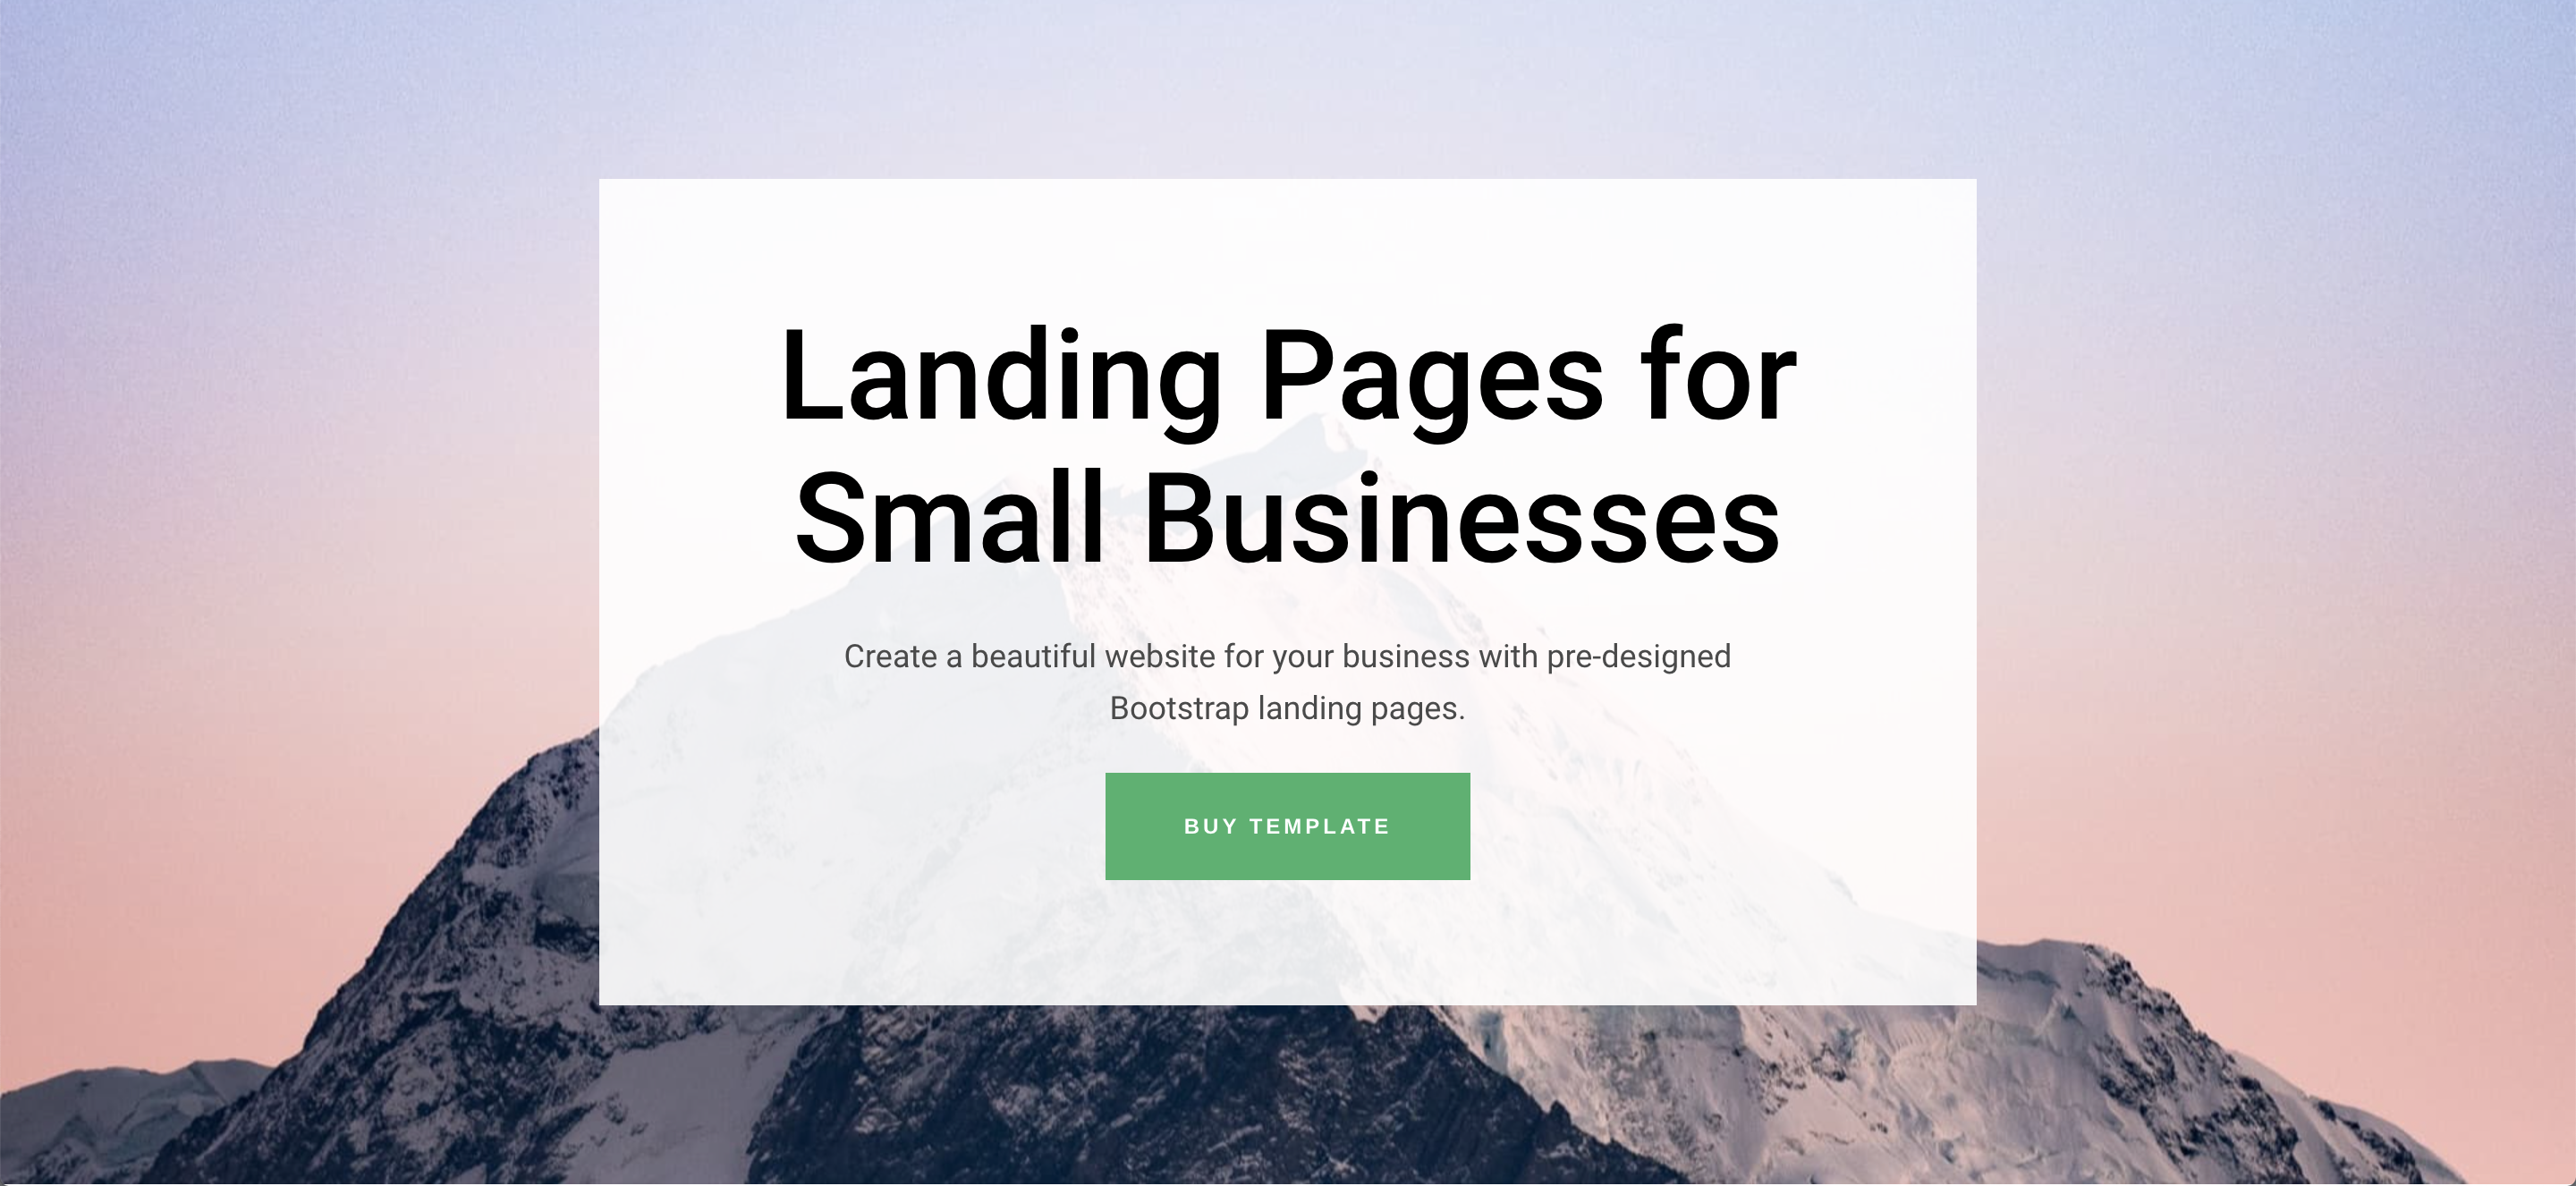 Landing Pages for
Small Businesses
Create a beautiful website for your business with pre-designed
Bootstrap landing pages.
BUY TEMPLATE